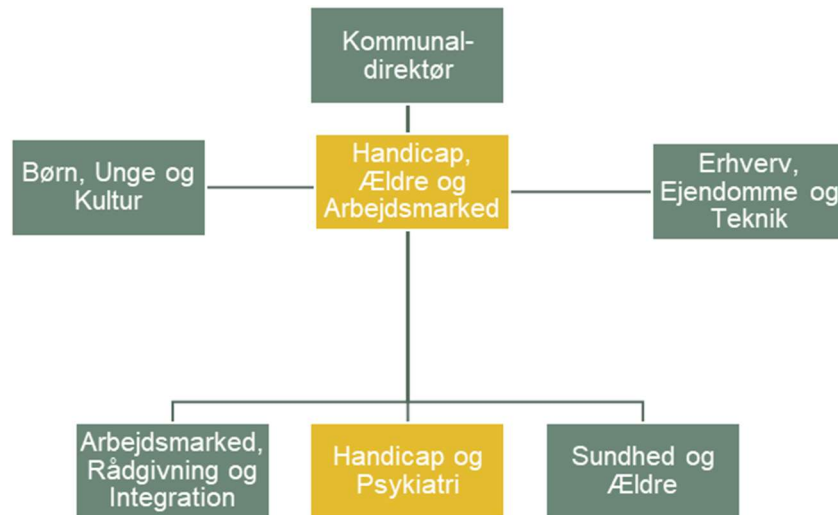 Kommunal-
direktør
Børn, Unge og
Kultur
Handicap,
Ældre og
Arbejdsmarked
Erhverv,
Ejendomme og
Teknik
Arbejdsmarked,
Rådgivning og
Integration
Handicap og
Psykiatri
Sundhed og
Ældre